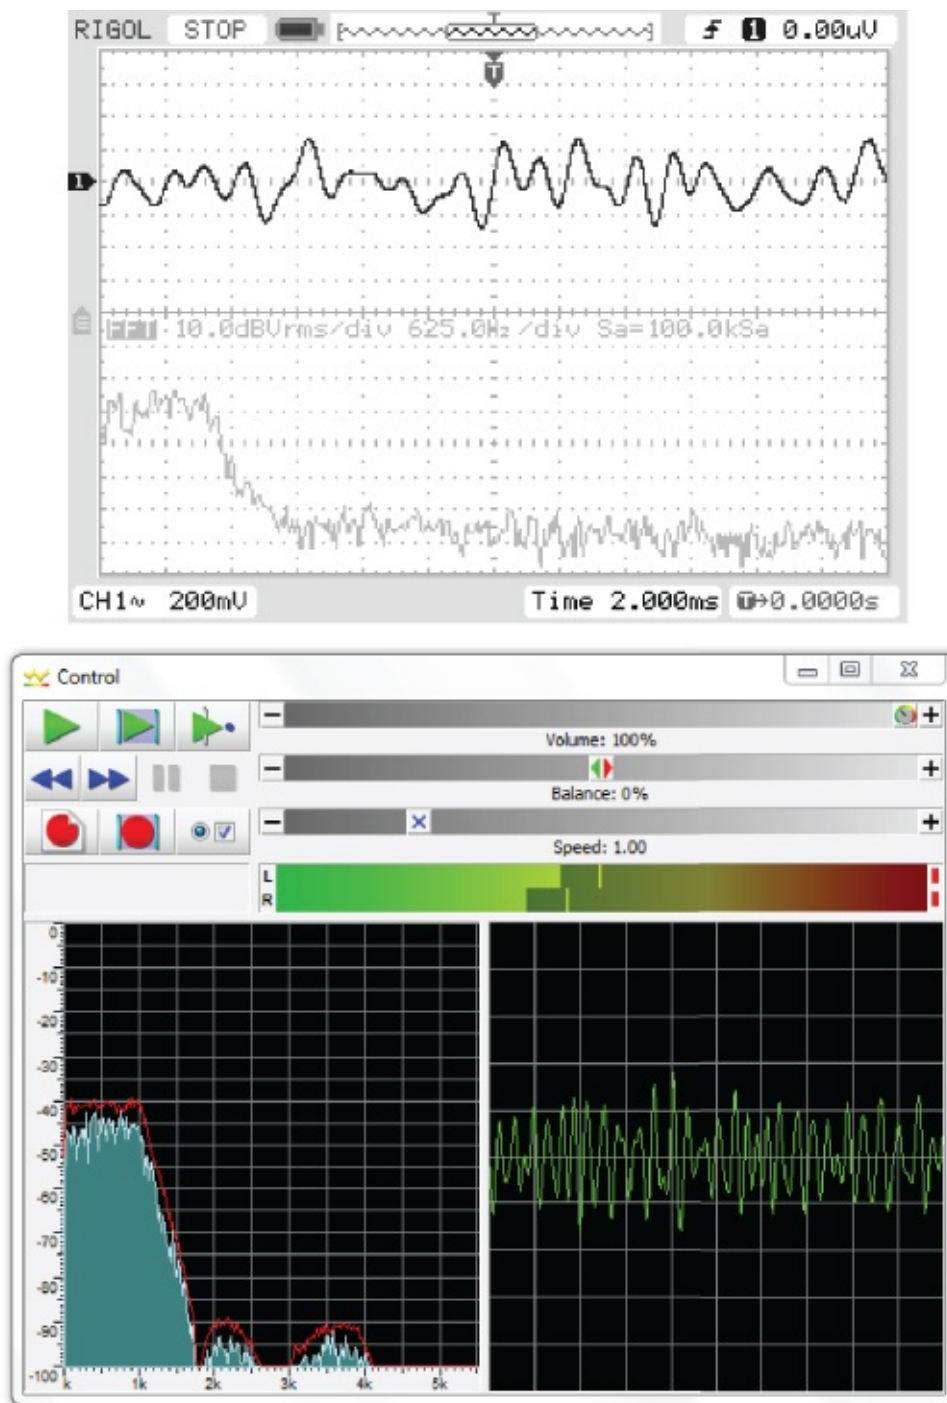 RIGOL STOP T 1 0.00uV
T
1
FFT 10.0dBVrms/div 625.0Hz/div Sa=100.0kSa
CH1~ 200mV Time 2.000ms T→0.0000s
Control
Volume: 100%
Balance: 0%
Speed: 1.00
L
R
0
-10
-20
-30
-40
-50
-60
-70
-80
-90
-100
k 1k 2k 3k 4k 5k